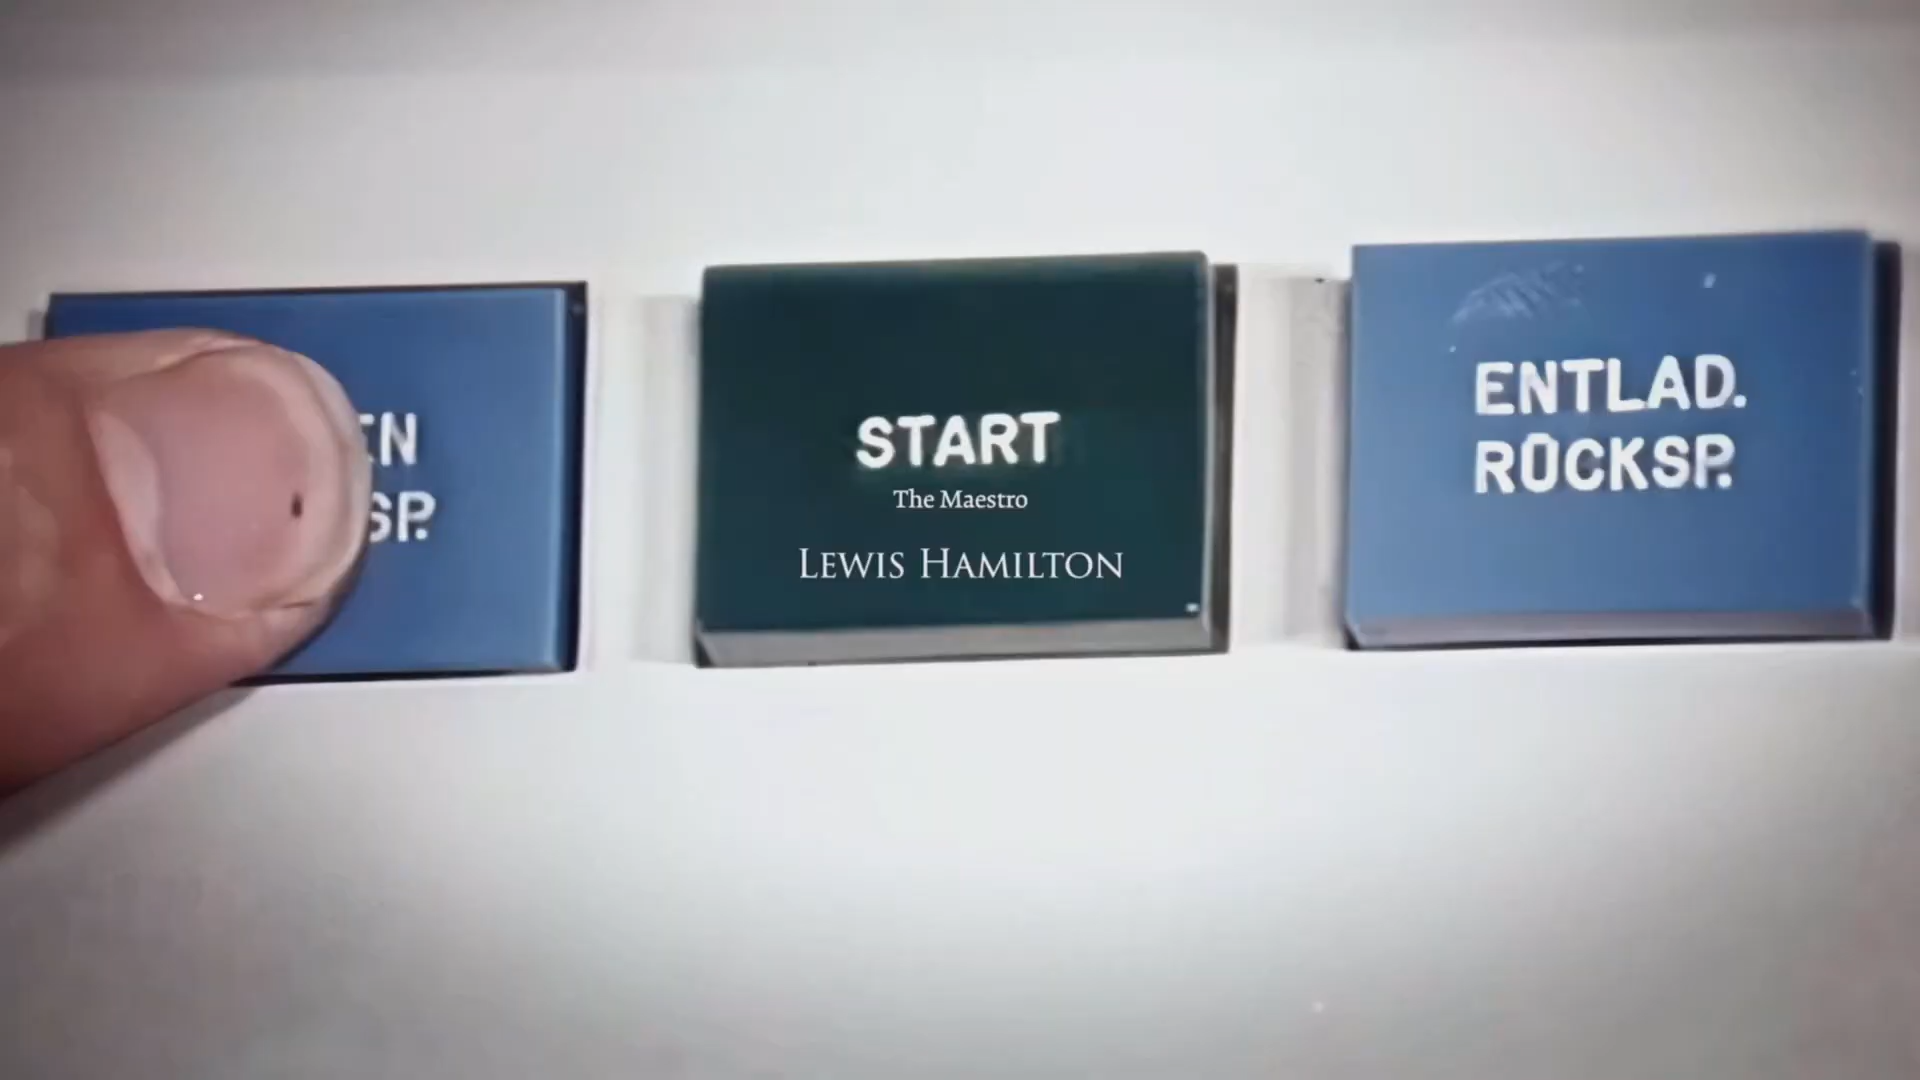 START
The Maestro
LEWIS HAMILTON
ENTLAD.
RÜCKSP.